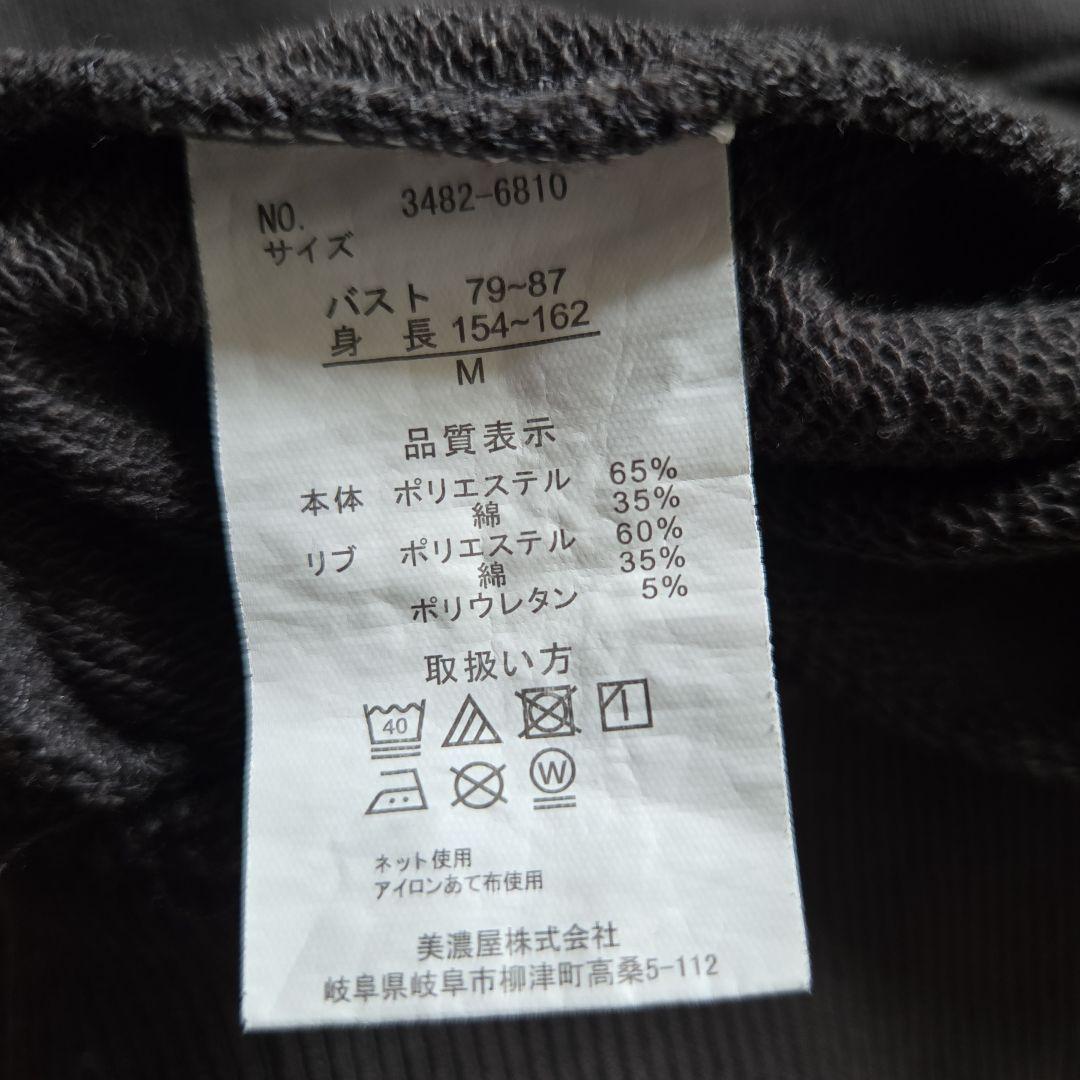 NO. 3482-6810
サイズ
バスト 79~87
身長 154~162
M
品質表示
本体 ポリエステル 65%
綿 35%
リブ ポリエステル 60%
綿 35%
ポリウレタン 5%
取扱い方
40
W
ネット使用
アイロンあて布使用
美濃屋株式会社
岐阜県岐阜市柳津町高桑5-112